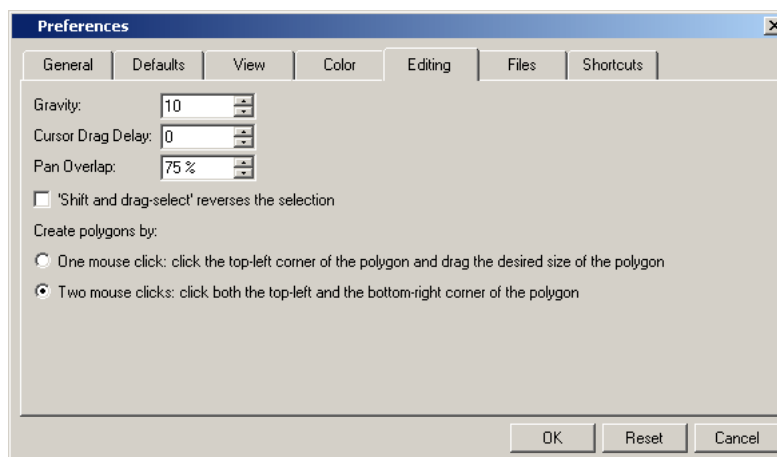 Preferences
General Defaults View Color Editing Files Shortcuts
Gravity: 10
Cursor Drag Delay: 0
Pan Overlap: 75 %
'Shift and drag-select' reverses the selection
Create polygons by:
One mouse click: click the top-left corner of the polygon and drag the desired size of the polygon
Two mouse clicks: click both the top-left and the bottom-right corner of the polygon
OK Reset Cancel